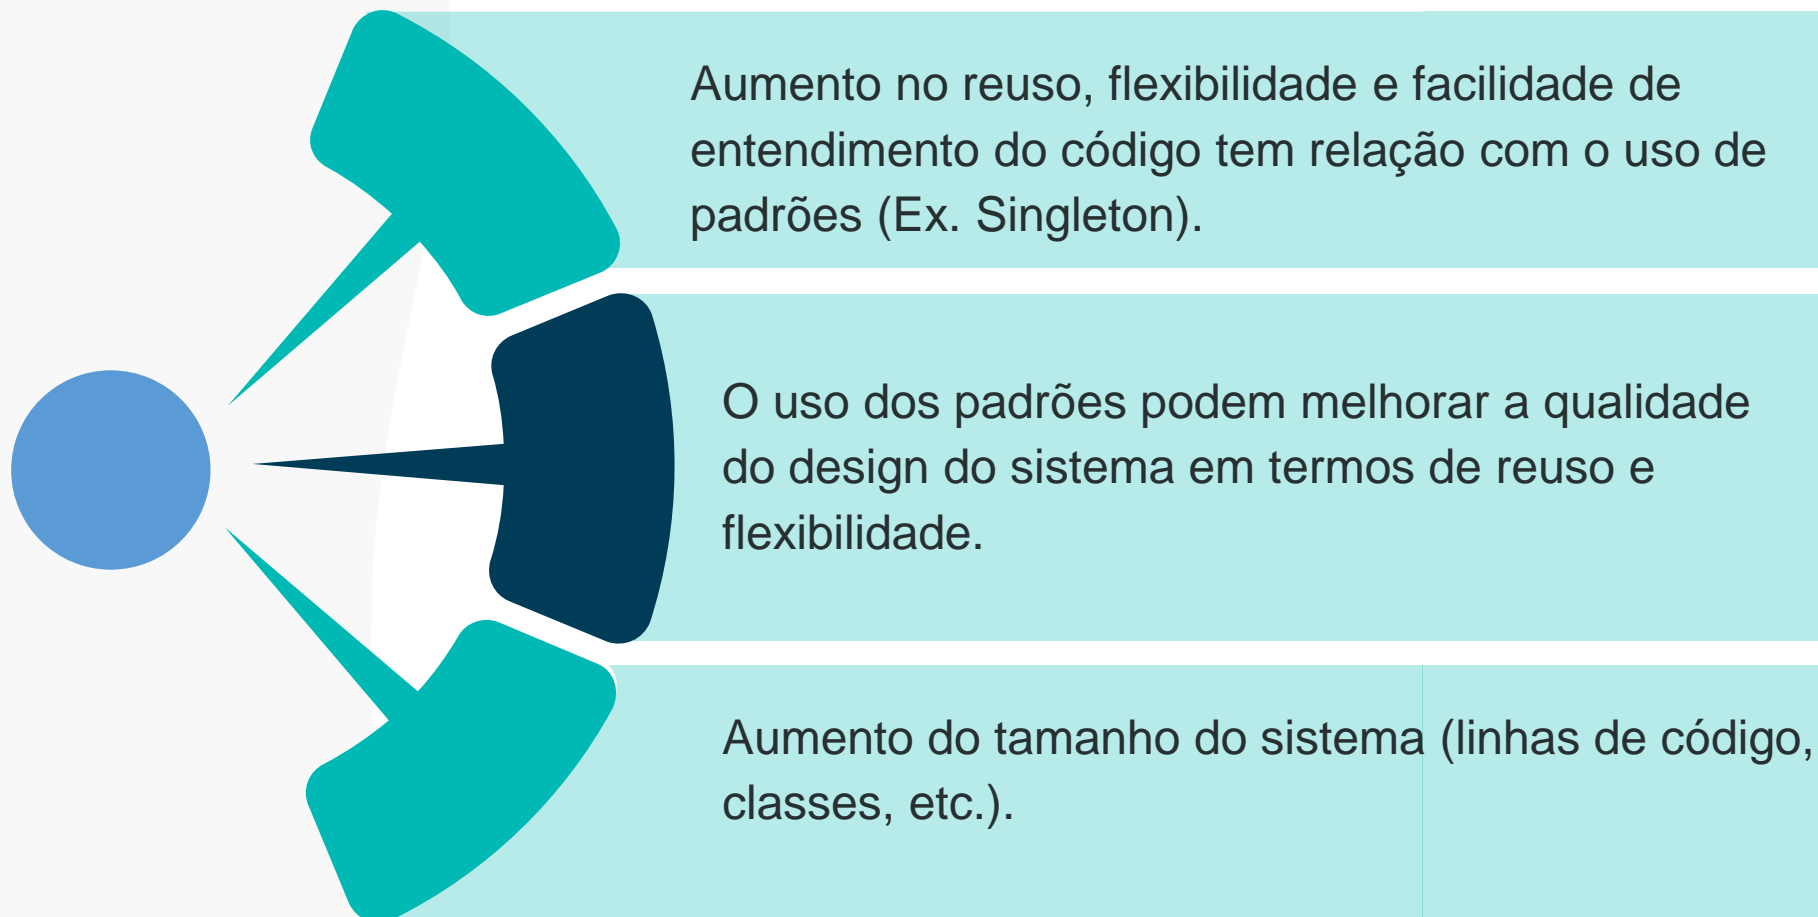 Aumento no reuso, flexibilidade e facilidade de
entendimento do código tem relação com o uso de
padrões (Ex. Singleton).
O uso dos padrões podem melhorar a qualidade
do design do sistema em termos de reuso e
flexibilidade.
Aumento do tamanho do sistema (linhas de código,
classes, etc.).